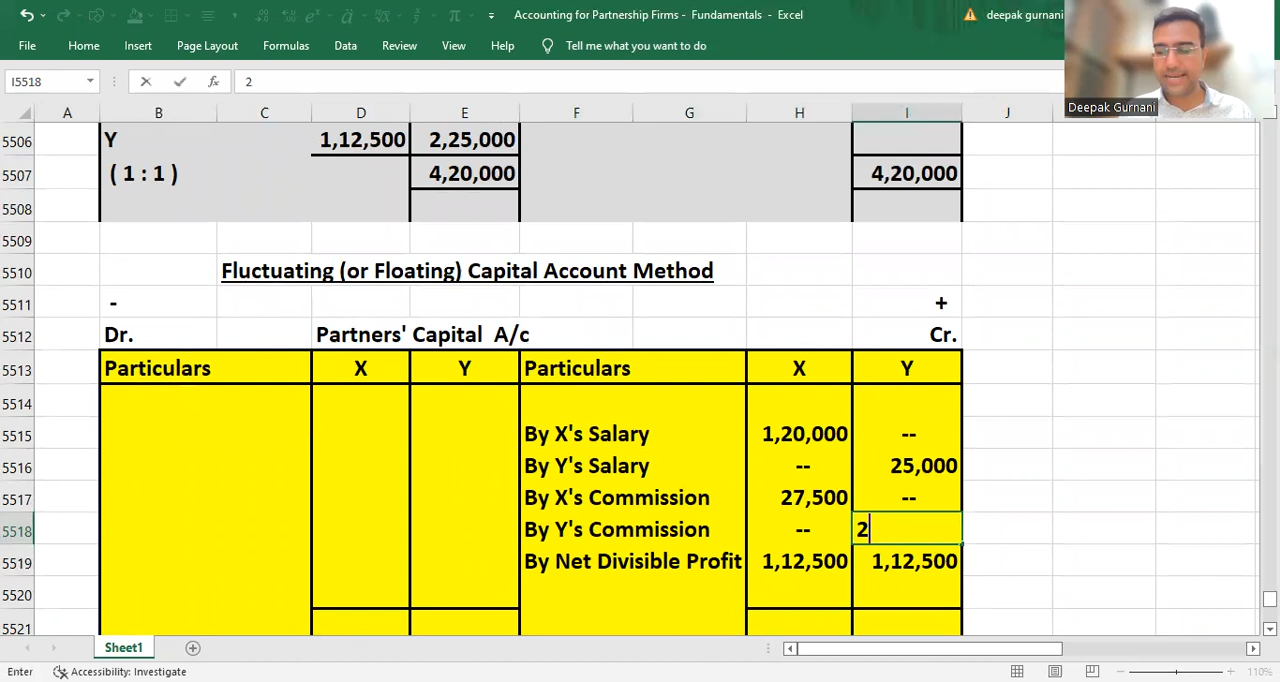 Accounting for Partnership Firms - Fundamentals - Excel
deepak gurnani
File Home Insert Page Layout Formulas Data Review View Help Tell me what you want to do
I5518 fx 2
Deepak Gurnani
A B C D E F G H I J K
5506 Y 1,12,500 2,25,000
5507 ( 1 : 1 ) 4,20,000 4,20,000
5508
5509
5510 Fluctuating (or Floating) Capital Account Method
5511 - +
5512 Dr. Partners' Capital A/c Cr.
5513 Particulars X Y Particulars X Y
5514
5515 By X's Salary 1,20,000 --
5516 By Y's Salary -- 25,000
5517 By X's Commission 27,500 --
5518 By Y's Commission -- 2
5519 By Net Divisible Profit 1,12,500 1,12,500
5520
5521
Sheet1
Enter Accessibility: Investigate 110%